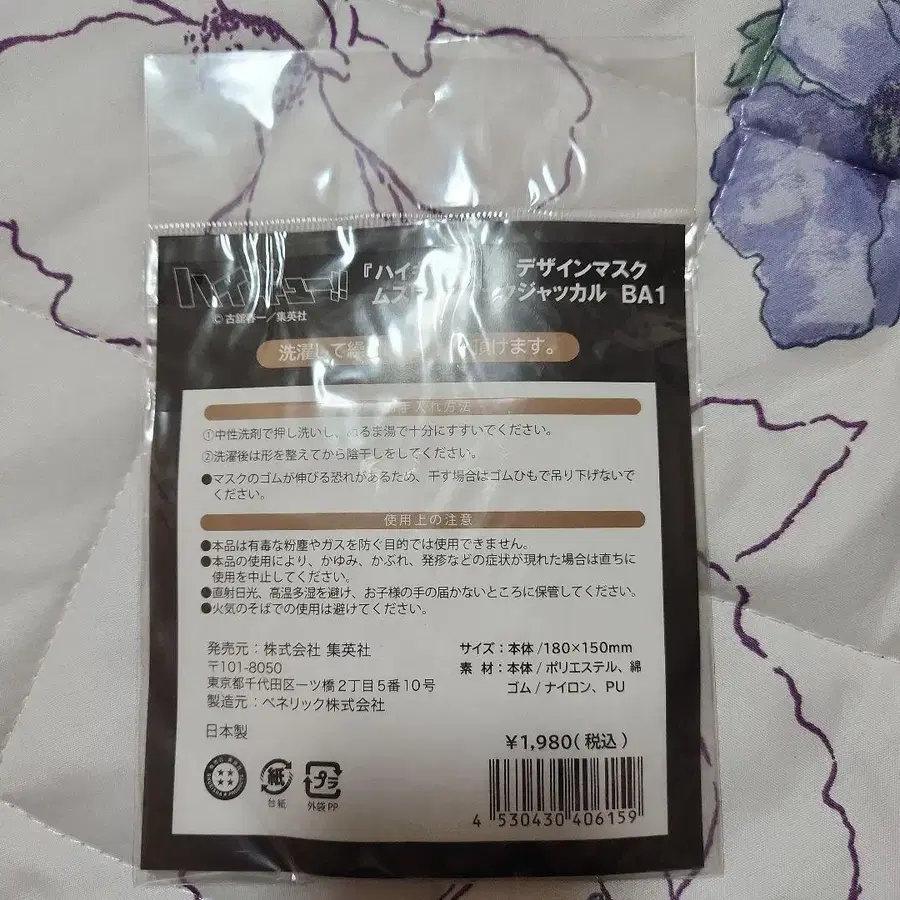 ハイキュー!!
© 古舘春一／集英社
『ハイ デザインマスク
ム クジャッカル BA1
洗濯して繰 頂けます。
お手入れ方法
①中性洗剤で押し洗いし、ぬるま湯で十分にすすいでください。
②洗濯後は形を整えてから陰干しをしてください。
●マスクのゴムが伸びる恐れがあるため、干す場合はゴムひもで吊り下げないで
ください。
使用上の注意
●本品は有毒な粉塵やガスを防ぐ目的では使用できません。
●本品の使用により、かゆみ、かぶれ、発疹などの症状が現れた場合は直ちに
使用を中止してください。
●直射日光、高温多湿を避け、お子様の手の届かないところに保管してください。
●火気のそばでの使用は避けてください。
発売元：株式会社 集英社
〒101-8050
東京都千代田区一ツ橋2丁目5番10号
製造元：ベネリック株式会社
日本製
サイズ：本体/180×150mm
素 材：本体/ポリエステル、綿
ゴム/ナイロン、PU
¥1,980(税込)
紙
台紙
プラ
外袋 PP
4 530430 406159